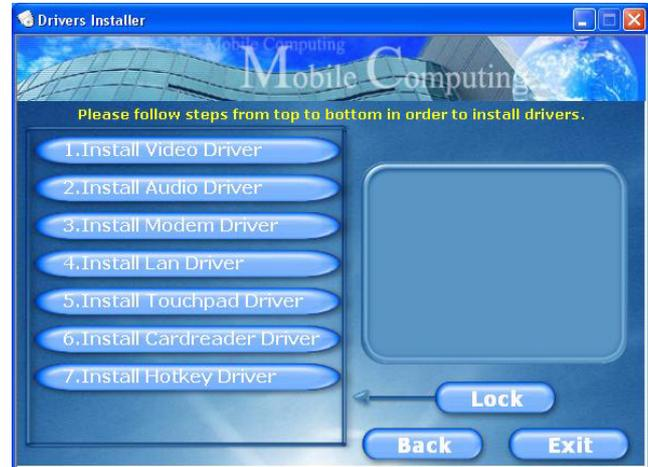 Drivers Installer
Mobile Computing
Mobile Computing
Please follow steps from top to bottom in order to install drivers.
1.Install Video Driver
2.Install Audio Driver
3.Install Modem Driver
4.Install Lan Driver
5.Install Touchpad Driver
6.Install Cardreader Driver
7.Install Hotkey Driver
Lock
Back
Exit